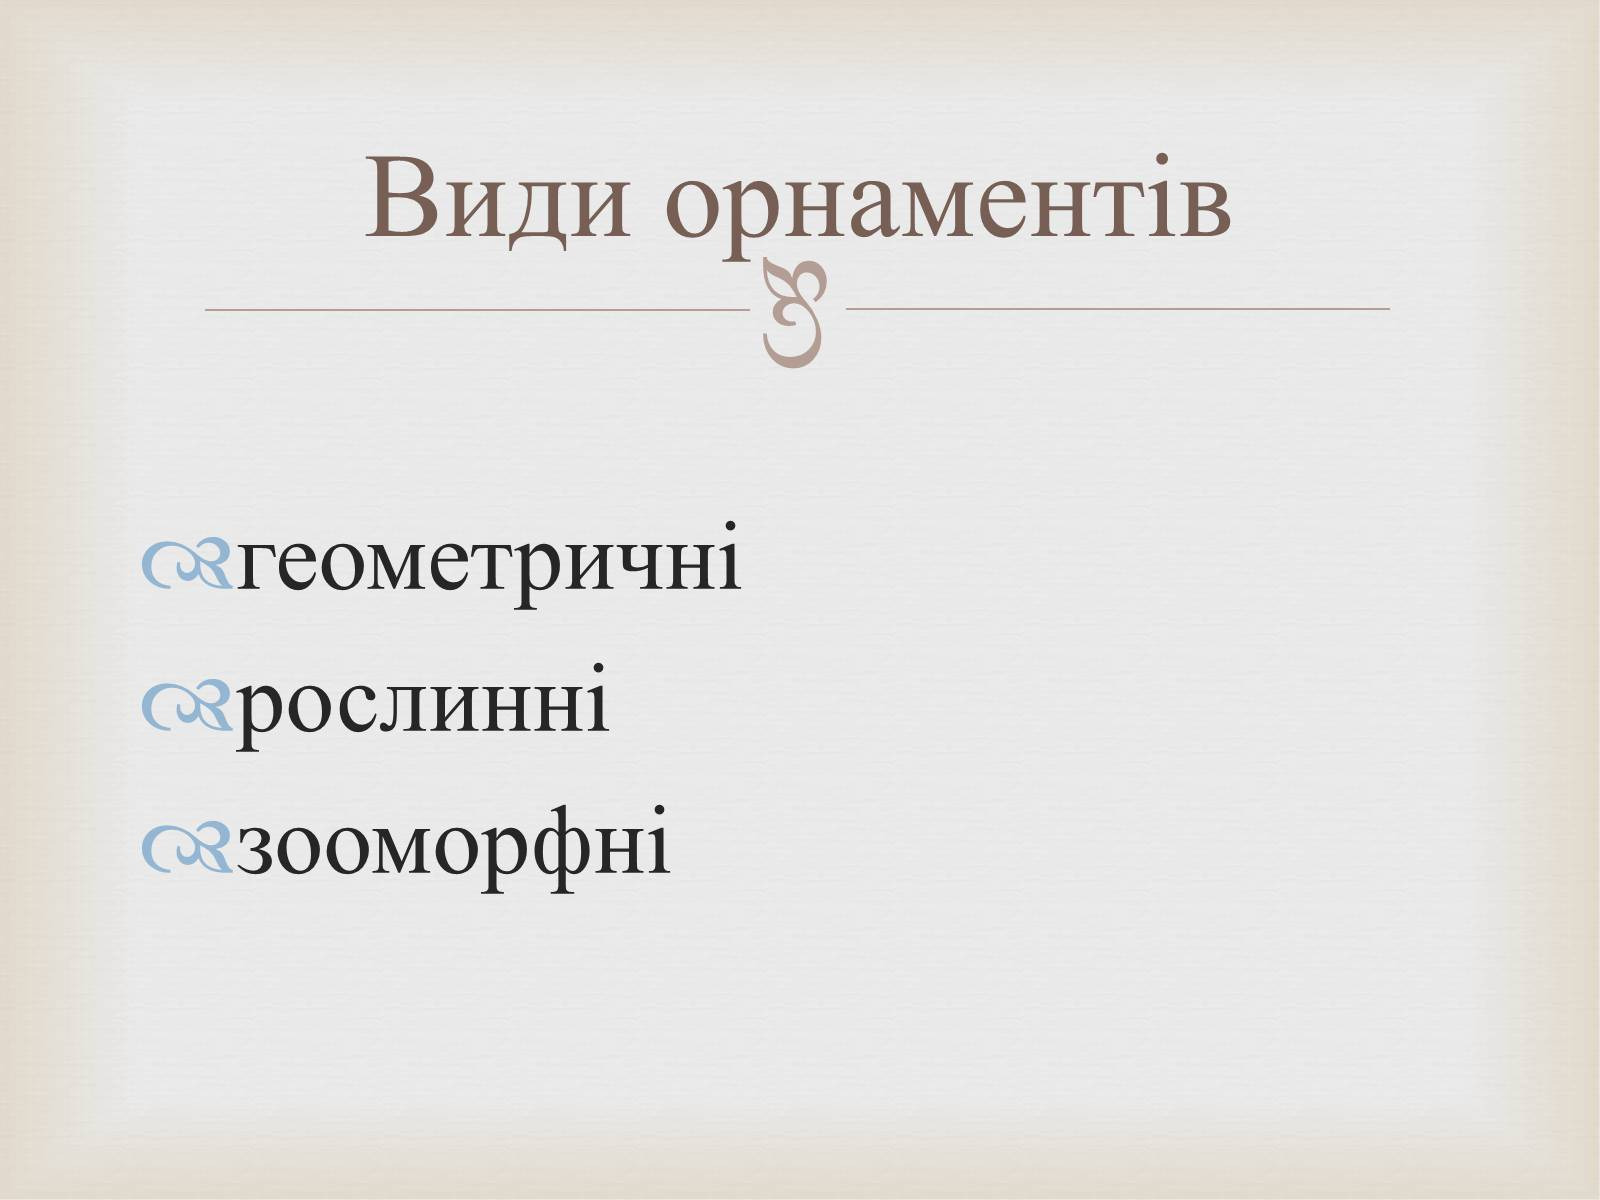 Види орнаментів
геометричні
рослинні
зооморфні